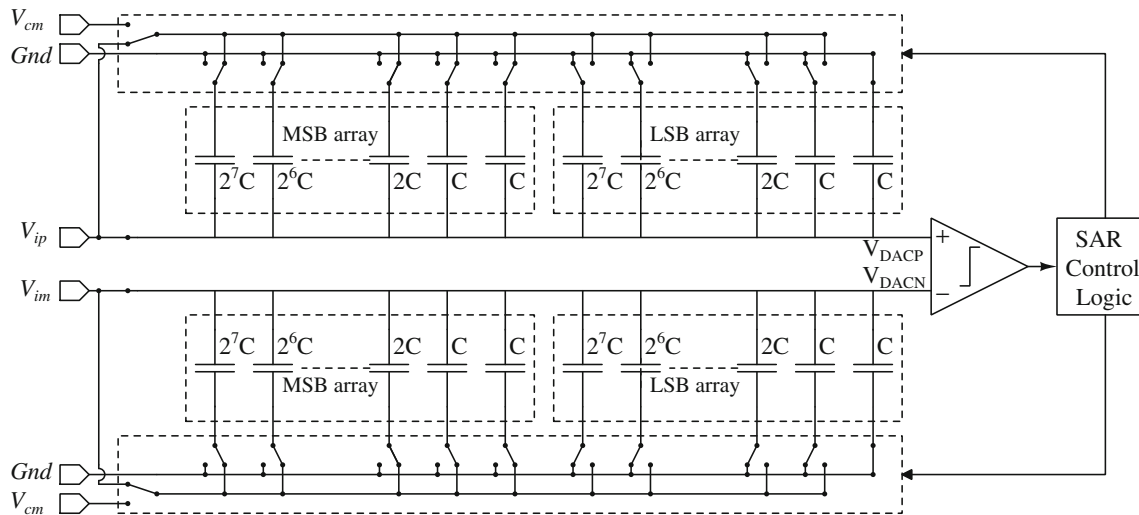 V_cm
Gnd
MSB array
LSB array
2^7C 2^6C 2C C C 2^7C 2^6C 2C C C
V_ip
V_DACP
+
SAR
Control
Logic
V_im
V_DACN
−
2^7C 2^6C 2C C C 2^7C 2^6C 2C C C
MSB array
LSB array
Gnd
V_cm